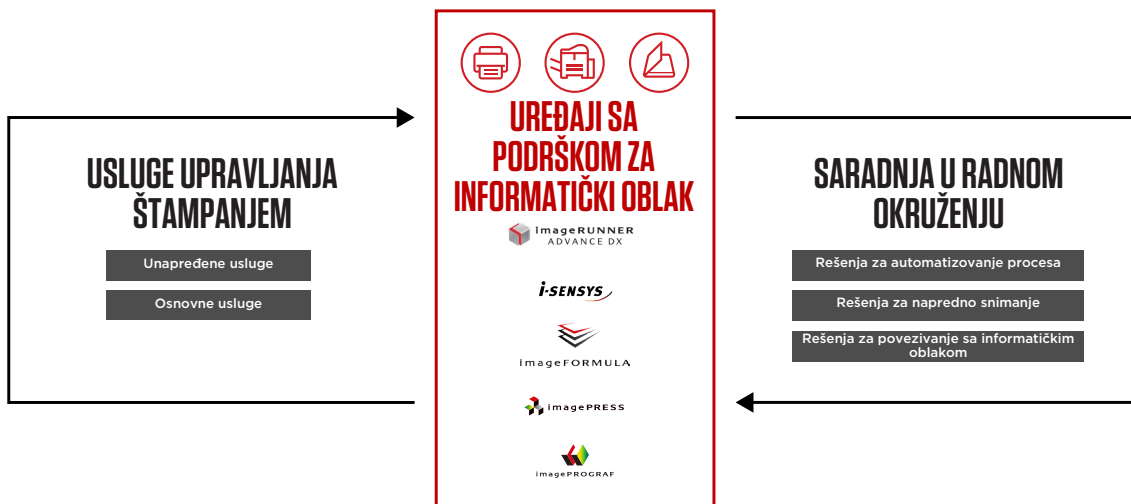 USLUGE UPRAVLJANJA
ŠTAMPANJEM
Unapređene usluge
Osnovne usluge
UREĐAJI SA
PODRŠKOM ZA
INFORMATIČKI OBLAK
imageRUNNER
ADVANCE DX
i-SENSYS
imageFORMULA
imagePRESS
imagePROGRAF
SARADNJA U RADNOM
OKRUŽENJU
Rešenja za automatizovanje procesa
Rešenja za napredno snimanje
Rešenja za povezivanje sa informatičkim
oblakom